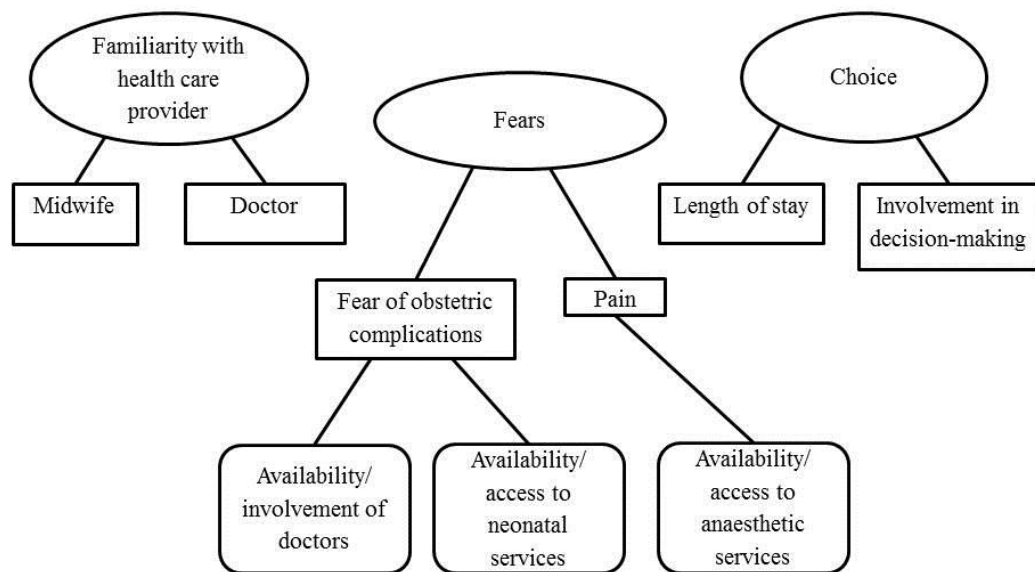 Familiarity with
health care
provider
Midwife
Doctor
Fears
Fear of obstetric
complications
Pain
Availability/
involvement of
doctors
Availability/
access to
neonatal
services
Availability/
access to
anaesthetic
services
Choice
Length of stay
Involvement in
decision-making